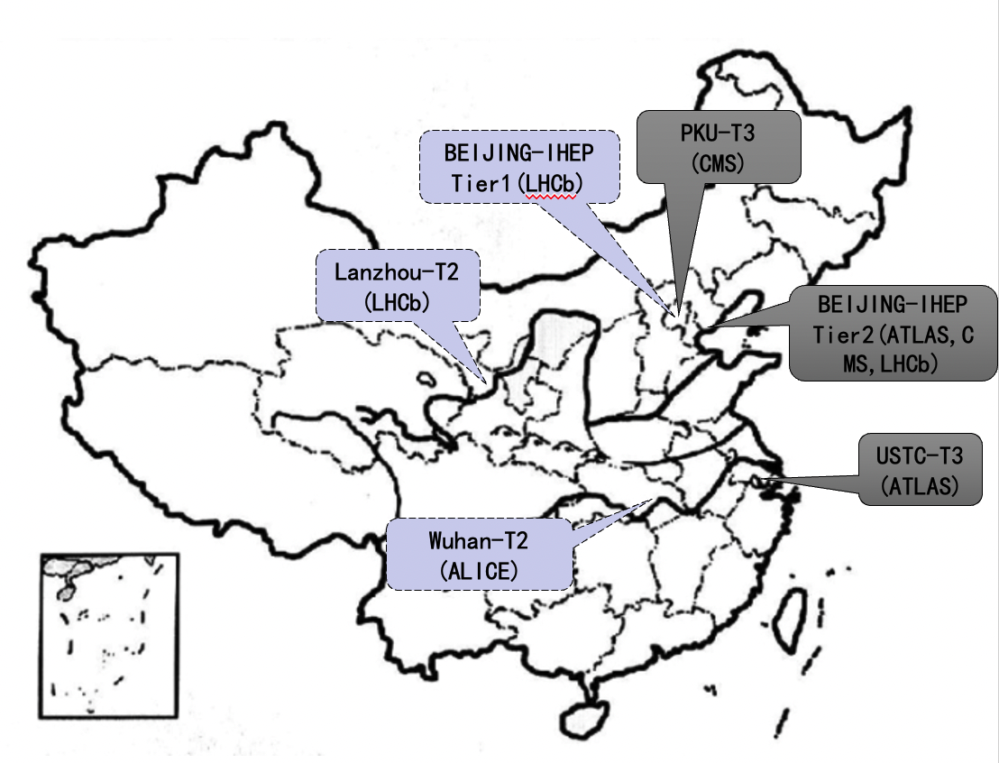 PKU-T3
(CMS)
BEIJING-IHEP
Tier1(LHCb)
Lanzhou-T2
(LHCb)
BEIJING-IHEP
Tier2(ATLAS,C
MS,LHCb)
USTC-T3
(ATLAS)
Wuhan-T2
(ALICE)